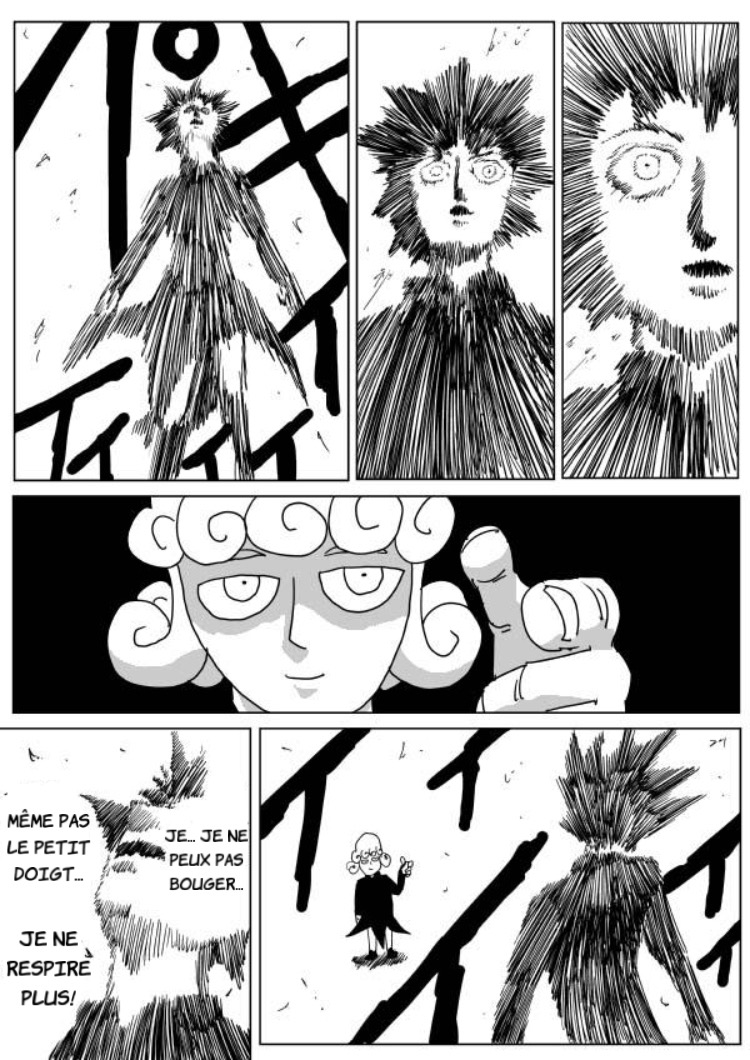 MÊME PAS
LE PETIT
DOIGT...
JE... JE NE
PEUX PAS
BOUGER...
JE NE
RESPIRE
PLUS!